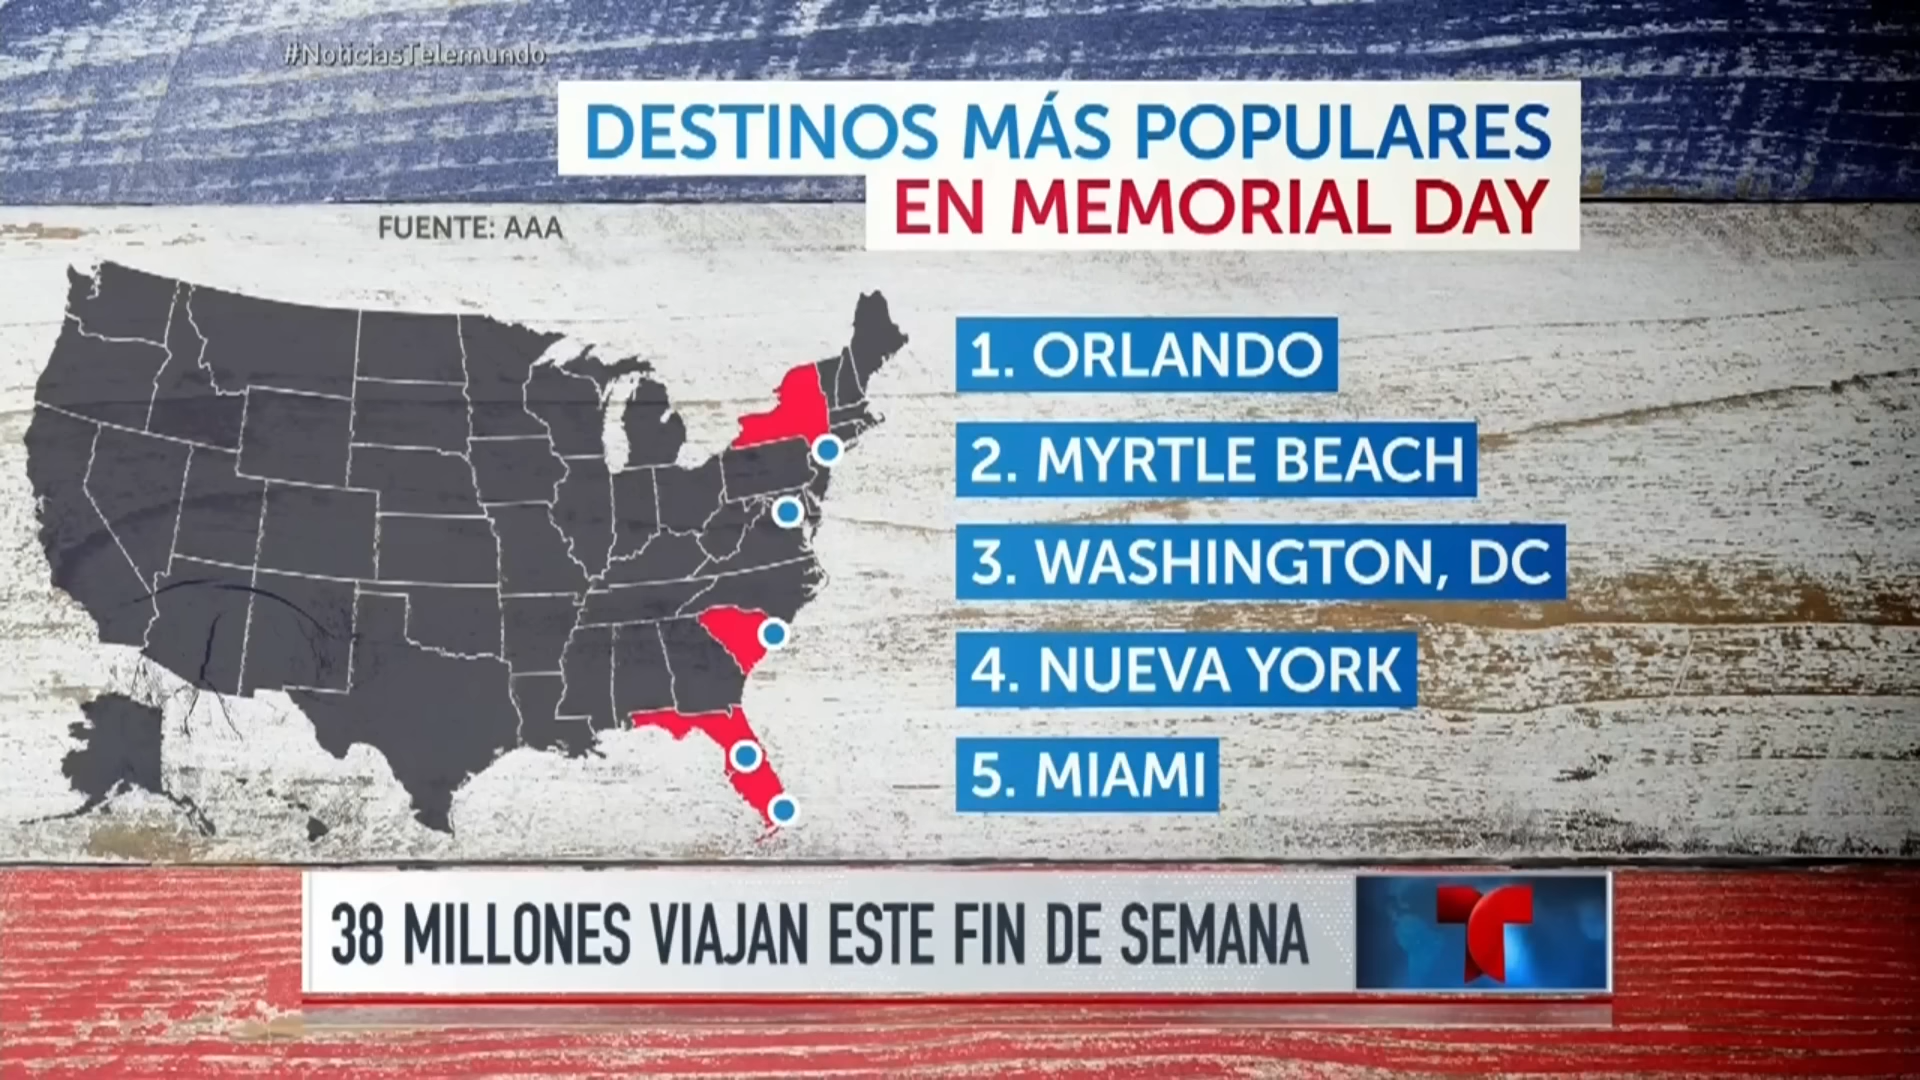 #NoticiasTelemundo
DESTINOS MÁS POPULARES
EN MEMORIAL DAY
FUENTE: AAA
1. ORLANDO
2. MYRTLE BEACH
3. WASHINGTON, DC
4. NUEVA YORK
5. MIAMI
38 MILLONES VIAJAN ESTE FIN DE SEMANA